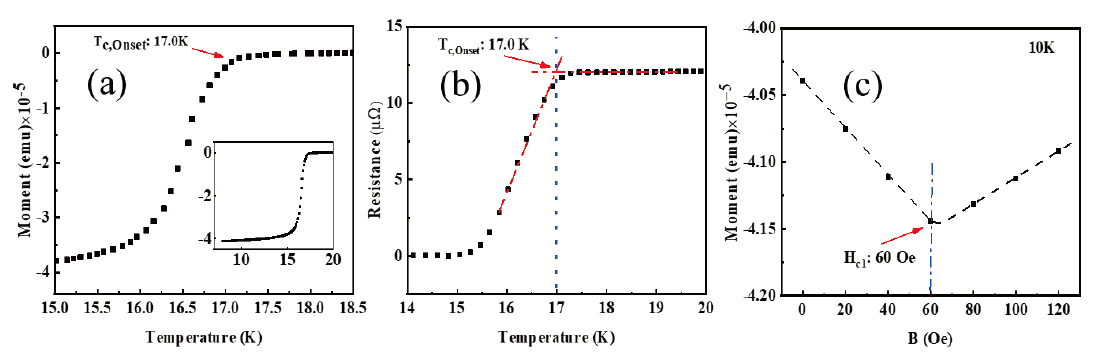 T_c,Onset: 17.0K
(a)
Moment (emu)×10^-5
0
-1
-2
-3
-4
0
-2
-4
10 15 20
15.0 15.5 16.0 16.5 17.0 17.5 18.0 18.5
Temperature (K)
T_c,Onset: 17.0 K
(b)
Resistance (μΩ)
15
10
5
0
14 15 16 17 18 19 20
Temperature (K)
10K
(c)
Moment (emu)×10^-5
-4.00
-4.05
-4.10
-4.15
-4.20
H_c1: 60 Oe
0 20 40 60 80 100 120
B (Oe)